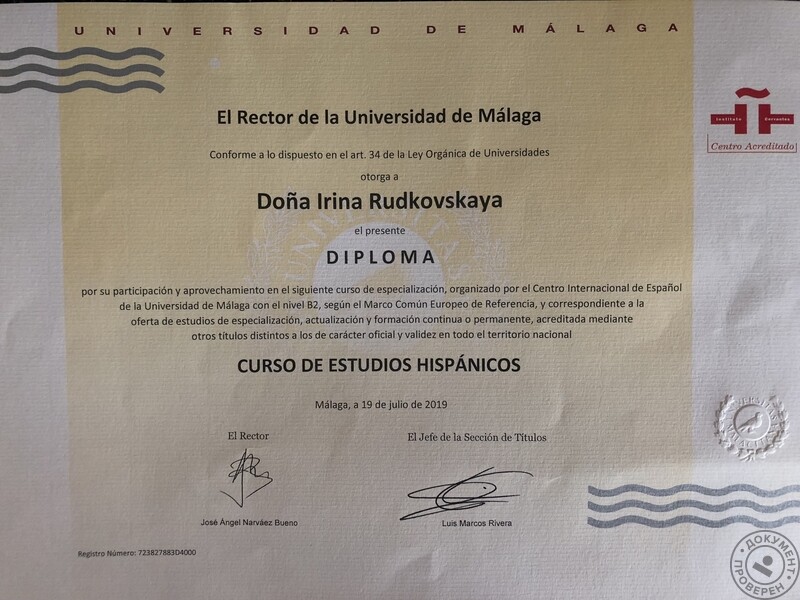 UNIVERSIDAD DE MÁLAGA
Instituto Cervantes
Centro Acreditado
El Rector de la Universidad de Málaga
Conforme a lo dispuesto en el art. 34 de la Ley Orgánica de Universidades
otorga a
Doña Irina Rudkovskaya
el presente
DIPLOMA
por su participación y aprovechamiento en el siguiente curso de especialización, organizado por el Centro Internacional de Español
de la Universidad de Málaga con el nivel B2, según el Marco Común Europeo de Referencia, y correspondiente a la
oferta de estudios de especialización, actualización y formación continua o permanente, acreditada mediante
otros títulos distintos a los de carácter oficial y validez en todo el territorio nacional
CURSO DE ESTUDIOS HISPÁNICOS
Málaga, a 19 de julio de 2019
El Rector
El Jefe de la Sección de Títulos
José Ángel Narváez Bueno
Luis Marcos Rivera
Registro Número: 723827883D4000
ДОКУМЕНТ
ПРОВЕРЕН